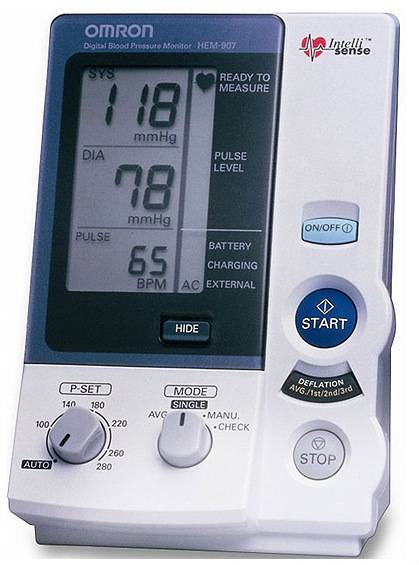 OMRON
Digital Blood Pressure Monitor HEM-907
Intelli™
sense
SYS
118
mmHg
READY TO
MEASURE
DIA
78
mmHg
PULSE
LEVEL
PULSE
65
BPM
AC
BATTERY
CHARGING
EXTERNAL
HIDE
ON/OFF
START
DEFLATION
AVG./1st/2nd/3rd
STOP
P-SET
140 180
100 220
260
AUTO 280
MODE
SINGLE
AVG. MANU.
CHECK